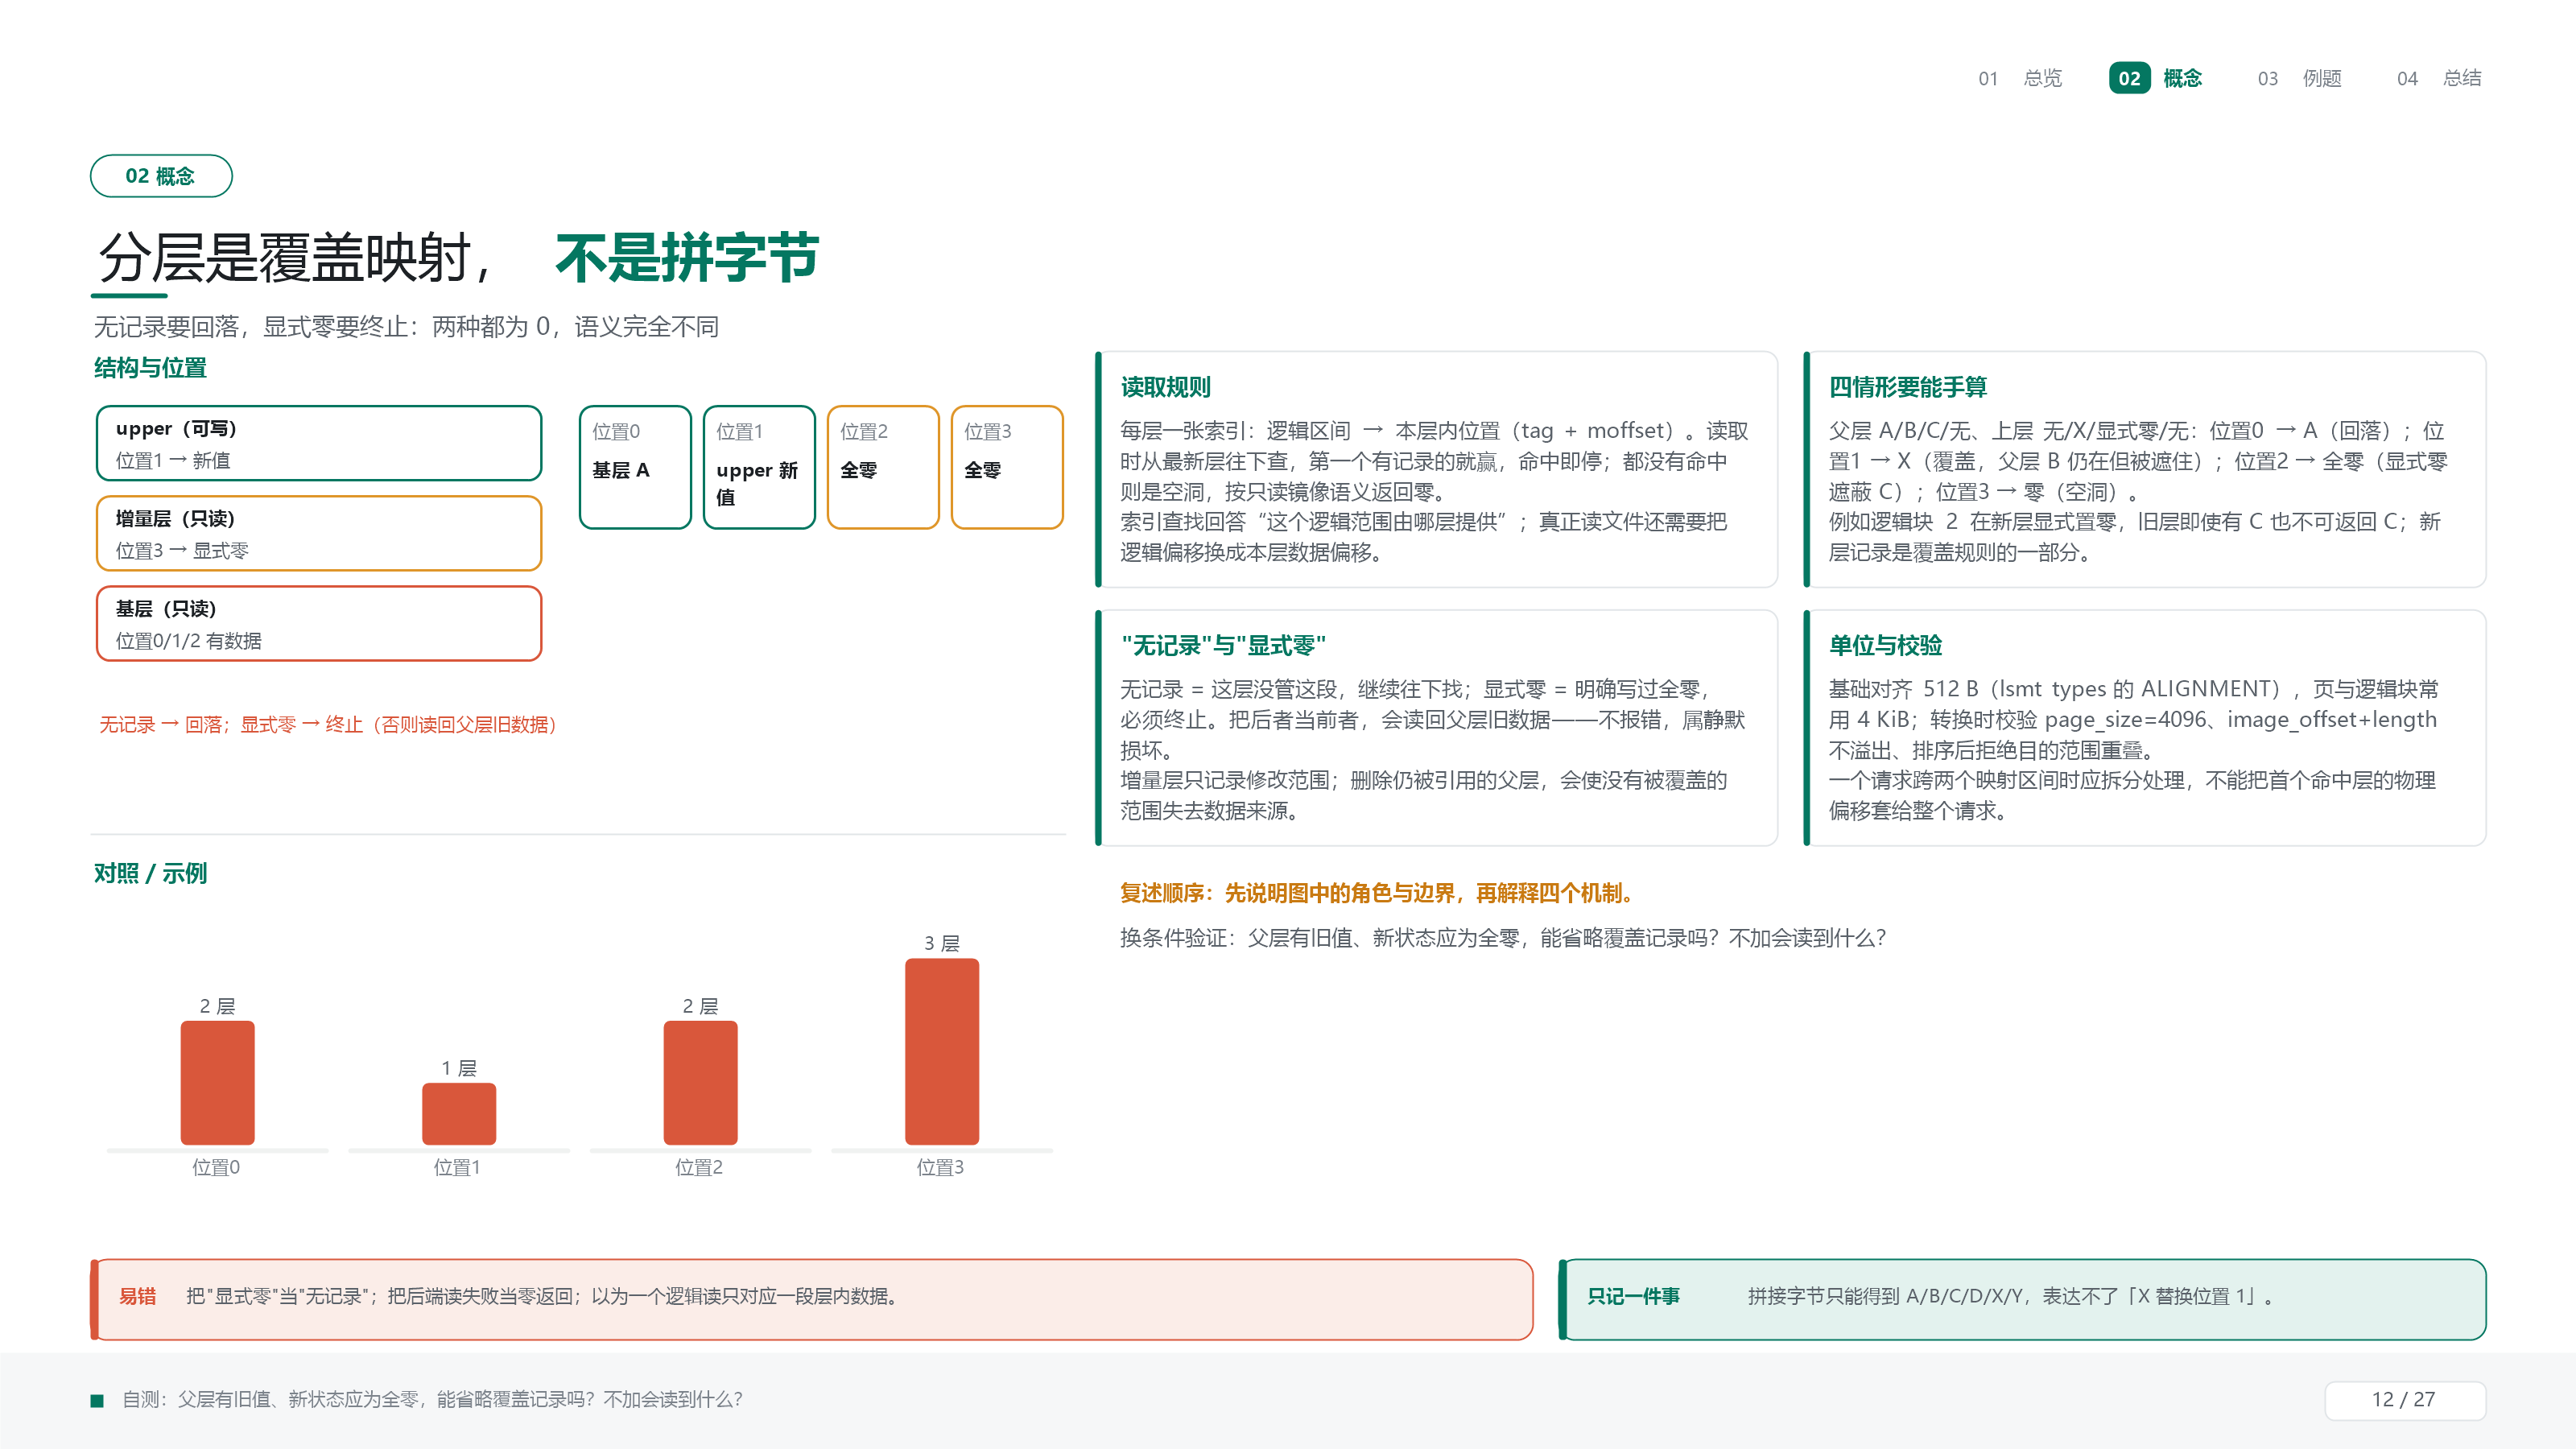 01 总览 02 概念 03 例题 04 总结
02 概念
分层是覆盖映射， 不是拼字节
无记录要回落，显式零要终止：两种都为 0，语义完全不同
结构与位置
upper（可写）
位置1 → 新值
增量层（只读）
位置3 → 显式零
基层（只读）
位置0/1/2 有数据
位置0
基层 A
位置1
upper 新
值
位置2
全零
位置3
全零
无记录 → 回落；显式零 → 终止（否则读回父层旧数据）
对照 / 示例
2 层
1 层
2 层
3 层
位置0
位置1
位置2
位置3
读取规则
每层一张索引：逻辑区间 → 本层内位置（tag + moffset）。读取
时从最新层往下查，第一个有记录的就赢，命中即停；都没有命中
则是空洞，按只读镜像语义返回零。
索引查找回答“这个逻辑范围由哪层提供”；真正读文件还需要把
逻辑偏移换成本层数据偏移。
四情形要能手算
父层 A/B/C/无、上层 无/X/显式零/无：位置0 → A（回落）；位
置1 → X（覆盖，父层 B 仍在但被遮住）；位置2 → 全零（显式零
遮蔽 C）；位置3 → 零（空洞）。
例如逻辑块 2 在新层显式置零，旧层即使有 C 也不可返回 C；新
层记录是覆盖规则的一部分。
"无记录"与"显式零"
无记录 = 这层没管这段，继续往下找；显式零 = 明确写过全零，
必须终止。把后者当前者，会读回父层旧数据——不报错，属静默
损坏。
增量层只记录修改范围；删除仍被引用的父层，会使没有被覆盖的
范围失去数据来源。
单位与校验
基础对齐 512 B（lsmt types 的 ALIGNMENT），页与逻辑块常
用 4 KiB；转换时校验 page_size=4096、image_offset+length
不溢出、排序后拒绝目的范围重叠。
一个请求跨两个映射区间时应拆分处理，不能把首个命中层的物理
偏移套给整个请求。
复述顺序：先说明图中的角色与边界，再解释四个机制。
换条件验证：父层有旧值、新状态应为全零，能省略覆盖记录吗？不加会读到什么？
易错 把"显式零"当"无记录"；把后端读失败当零返回；以为一个逻辑读只对应一段层内数据。
只记一件事 拼接字节只能得到 A/B/C/D/X/Y，表达不了「X 替换位置 1」。
自测：父层有旧值、新状态应为全零，能省略覆盖记录吗？不加会读到什么？
12 / 27